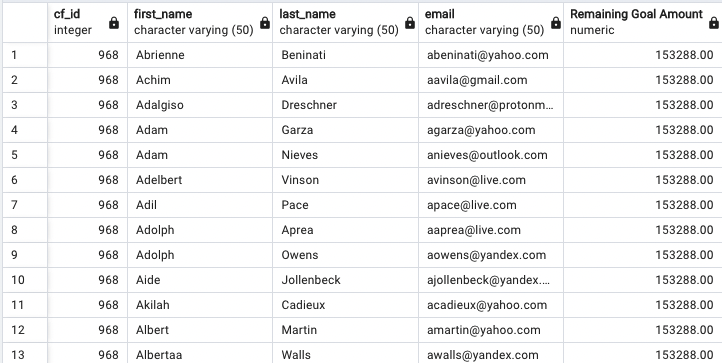 cf_id first_name last_name email Remaining Goal Amount
integer character varying (50) character varying (50) character varying (50) numeric
1 968 Abrienne Beninati abeninati@yahoo.com 153288.00
2 968 Achim Avila aavila@gmail.com 153288.00
3 968 Adalgiso Dreschner adreschner@protonm... 153288.00
4 968 Adam Garza agarza@yahoo.com 153288.00
5 968 Adam Nieves anieves@outlook.com 153288.00
6 968 Adelbert Vinson avinson@live.com 153288.00
7 968 Adil Pace apace@live.com 153288.00
8 968 Adolph Aprea aaprea@live.com 153288.00
9 968 Adolph Owens aowens@yandex.com 153288.00
10 968 Aide Jollenbeck ajollenbeck@yandex.... 153288.00
11 968 Akilah Cadieux acadieux@yahoo.com 153288.00
12 968 Albert Martin amartin@yahoo.com 153288.00
13 968 Albertaa Walls awalls@yandex.com 153288.00